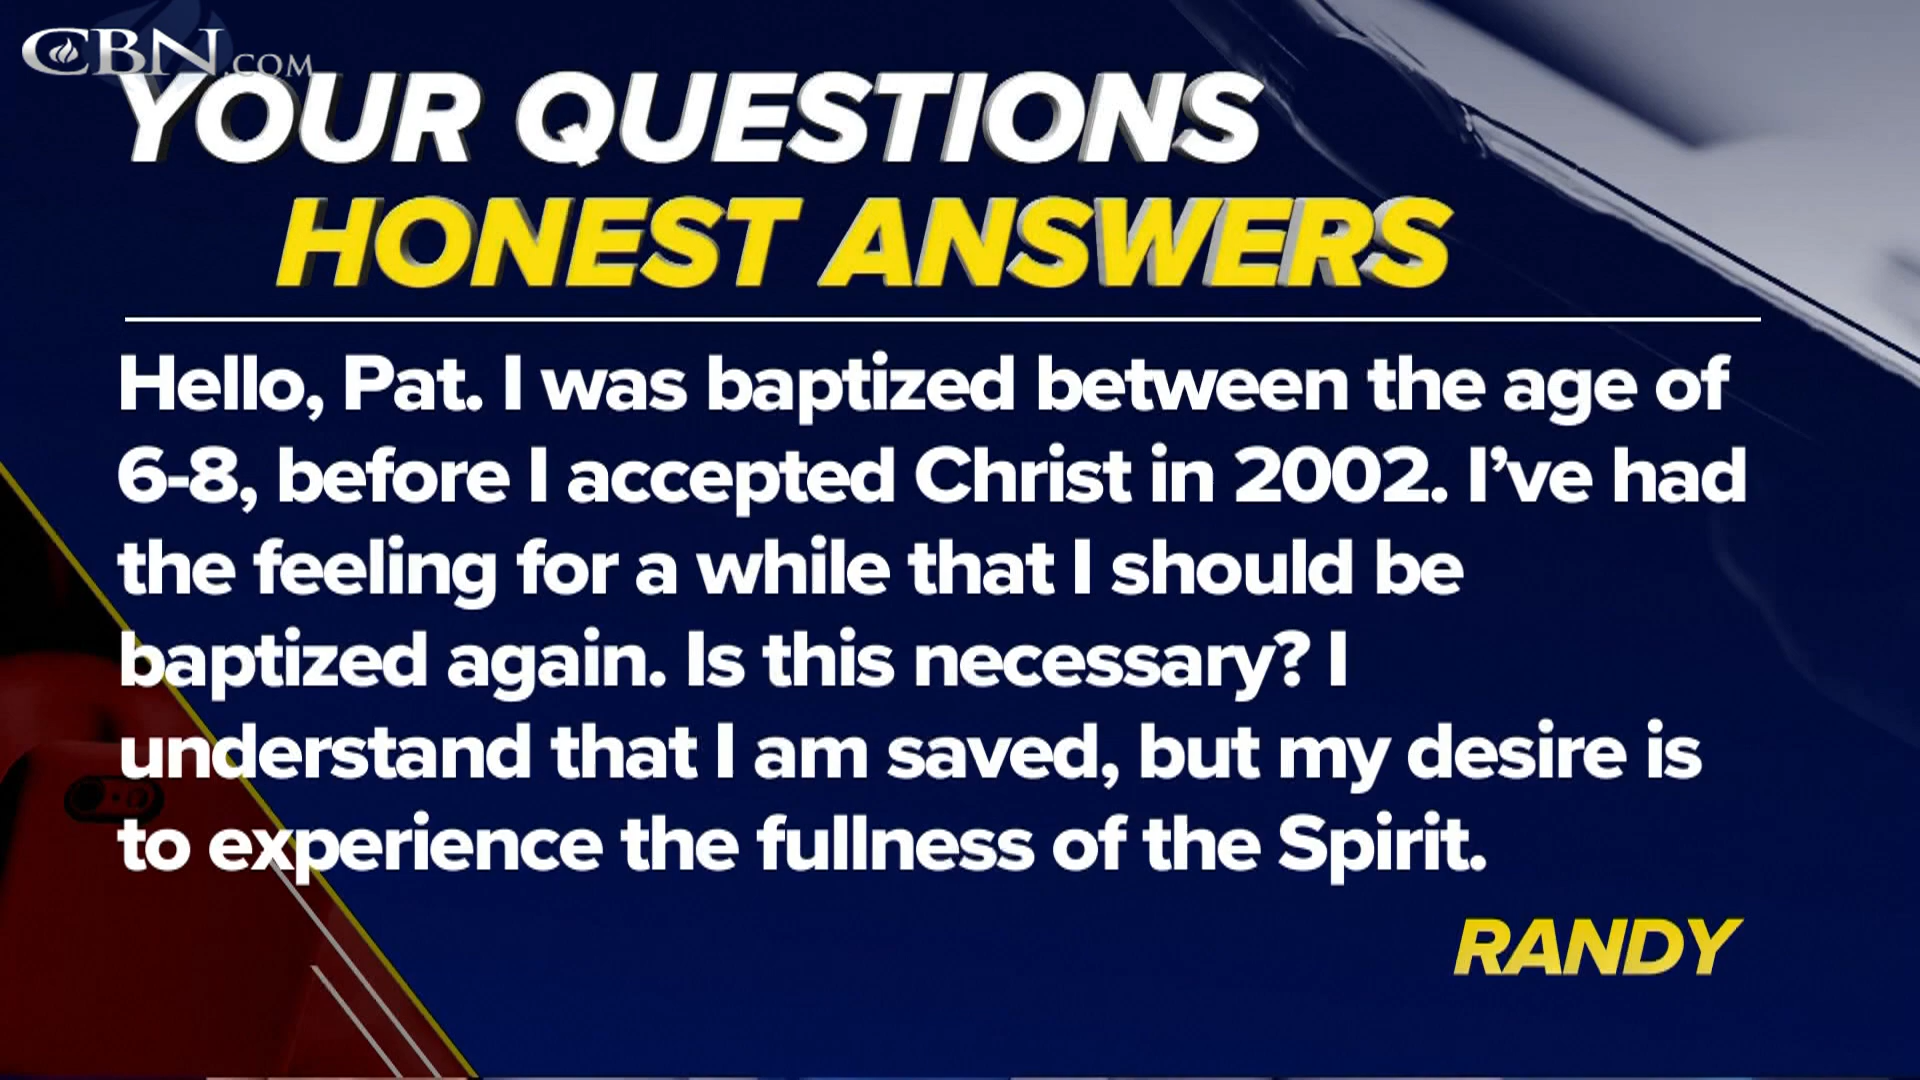 CBN.COM
YOUR QUESTIONS
HONEST ANSWERS
Hello, Pat. I was baptized between the age of
6-8, before I accepted Christ in 2002. I’ve had
the feeling for a while that I should be
baptized again. Is this necessary? I
understand that I am saved, but my desire is
to experience the fullness of the Spirit.
RANDY